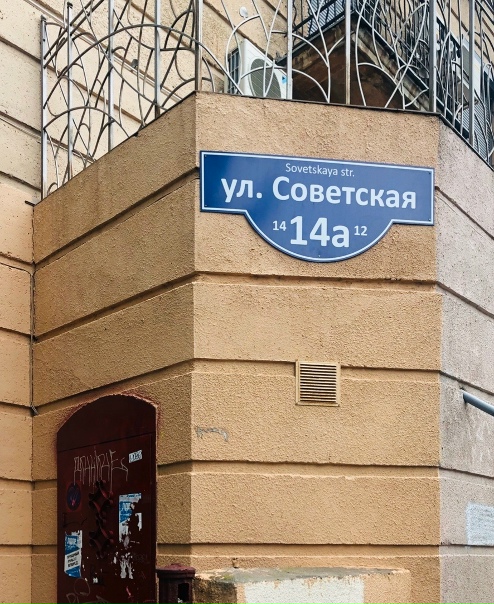 Sovetskaya str.
ул. Советская
14 14а 12